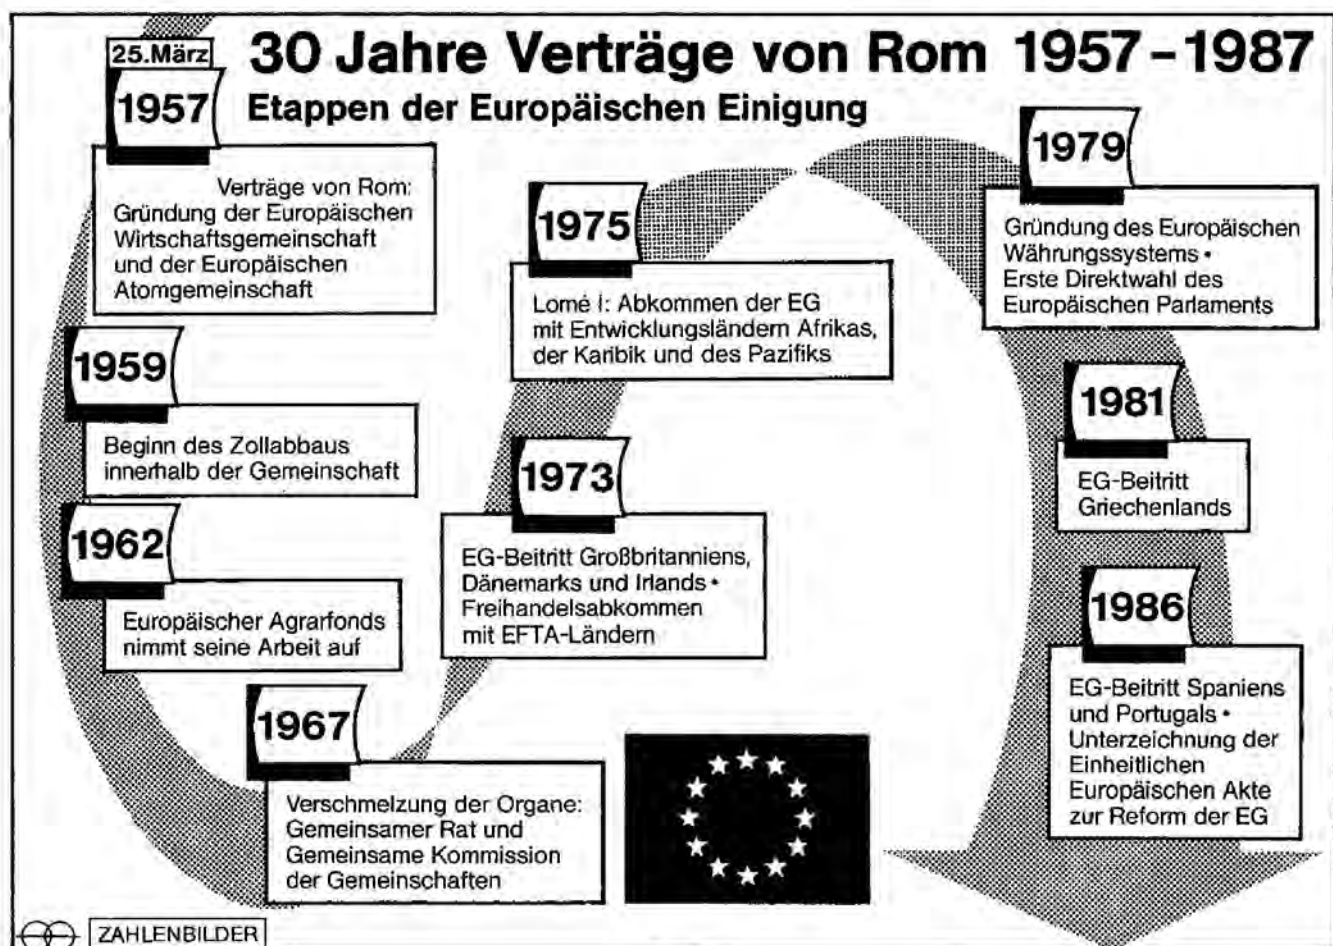 30 Jahre Verträge von Rom 1957–1987
Etappen der Europäischen Einigung
25.März
1957
Verträge von Rom:
Gründung der Europäischen
Wirtschaftsgemeinschaft
und der Europäischen
Atomgemeinschaft
1959
Beginn des Zollabbaus
innerhalb der Gemeinschaft
1962
Europäischer Agrarfonds
nimmt seine Arbeit auf
1967
Verschmelzung der Organe:
Gemeinsamer Rat und
Gemeinsame Kommission
der Gemeinschaften
1973
EG-Beitritt Großbritanniens,
Dänemarks und Irlands •
Freihandelsabkommen
mit EFTA-Ländern
1975
Lomé I: Abkommen der EG
mit Entwicklungsländern Afrikas,
der Karibik und des Pazifiks
1979
Gründung des Europäischen
Währungssystems •
Erste Direktwahl des
Europäischen Parlaments
1981
EG-Beitritt
Griechenlands
1986
EG-Beitritt Spaniens
und Portugals •
Unterzeichnung der
Einheitlichen
Europäischen Akte
zur Reform der EG
ZAHLENBILDER